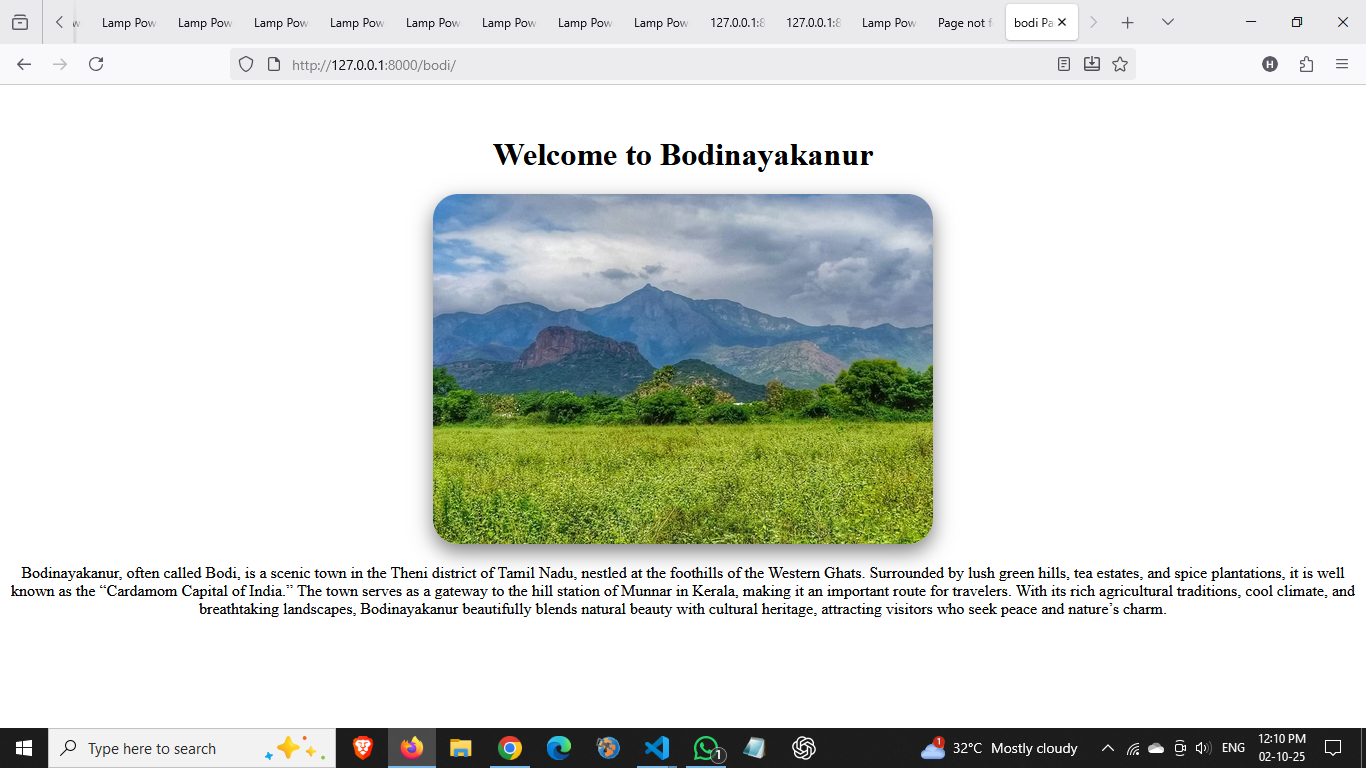 Lamp Pow
Lamp Pow
Lamp Pow
Lamp Pow
Lamp Pow
Lamp Pow
Lamp Pow
Lamp Pow
127.0.0.1:8
127.0.0.1:8
Lamp Pow
Page not f
bodi Pa
http://127.0.0.1:8000/bodi/
H
Welcome to Bodinayakanur
Bodinayakanur, often called Bodi, is a scenic town in the Theni district of Tamil Nadu, nestled at the foothills of the Western Ghats. Surrounded by lush green hills, tea estates, and spice plantations, it is well
known as the “Cardamom Capital of India.” The town serves as a gateway to the hill station of Munnar in Kerala, making it an important route for travelers. With its rich agricultural traditions, cool climate, and
breathtaking landscapes, Bodinayakanur beautifully blends natural beauty with cultural heritage, attracting visitors who seek peace and nature’s charm.
Type here to search
1
1
32°C Mostly cloudy
ENG
12:10 PM
02-10-25